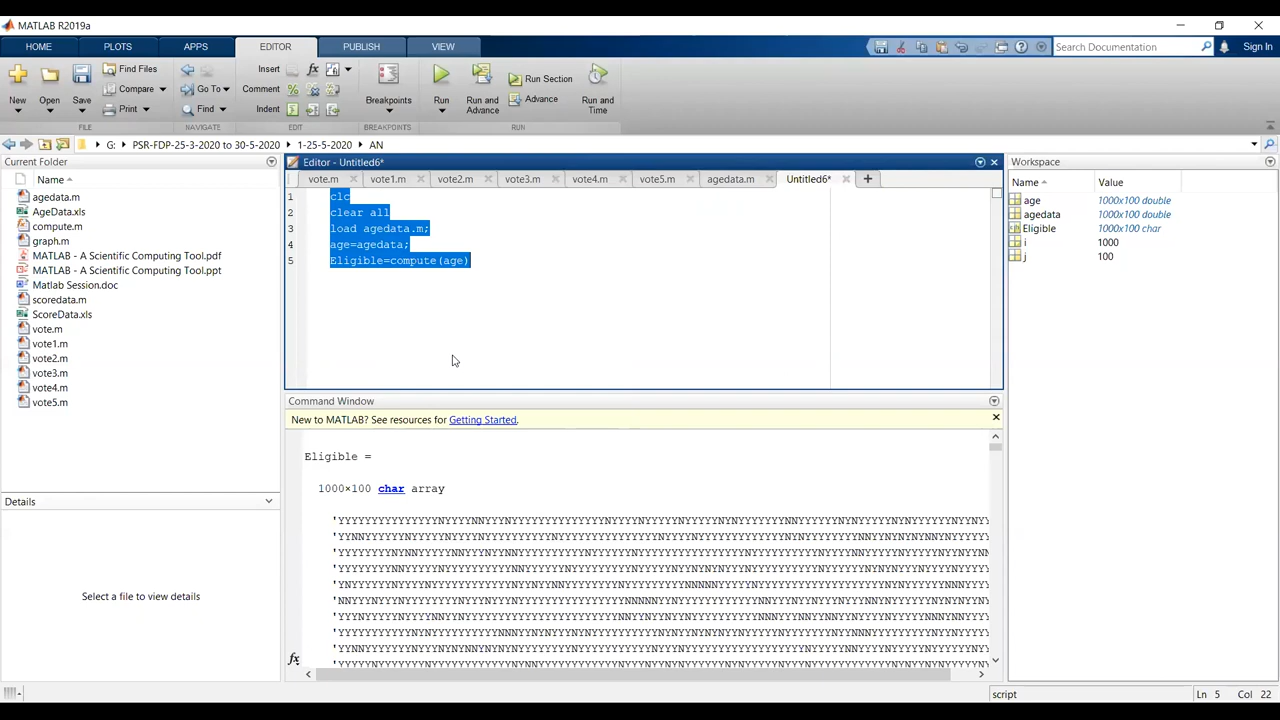 MATLAB R2019a
HOME PLOTS APPS EDITOR PUBLISH VIEW Search Documentation Sign In
New Open Save Find Files Compare Print Go To Find Insert Comment Indent Breakpoints Run Run and Advance Run Section Advance Run and Time
FILE NAVIGATE EDIT BREAKPOINTS RUN
G: PSR-FDP-25-3-2020 to 30-5-2020 1-25-5-2020 AN
Current Folder
Name
agedata.m
AgeData.xls
compute.m
graph.m
MATLAB - A Scientific Computing Tool.pdf
MATLAB - A Scientific Computing Tool.ppt
Matlab Session.doc
scoredata.m
ScoreData.xls
vote.m
vote1.m
vote2.m
vote3.m
vote4.m
vote5.m
Details
Select a file to view details
Editor - Untitled6*
vote.m vote1.m vote2.m vote3.m vote4.m vote5.m agedata.m Untitled6*
1 clc
2 clear all
3 load agedata.m;
4 age=agedata;
5 Eligible=compute(age)
Command Window
New to MATLAB? See resources for Getting Started.
Eligible =
1000×100 char array
fx
Workspace
Name Value
age 1000x100 double
agedata 1000x100 double
Eligible 1000x100 char
i 1000
j 100
script Ln 5 Col 22